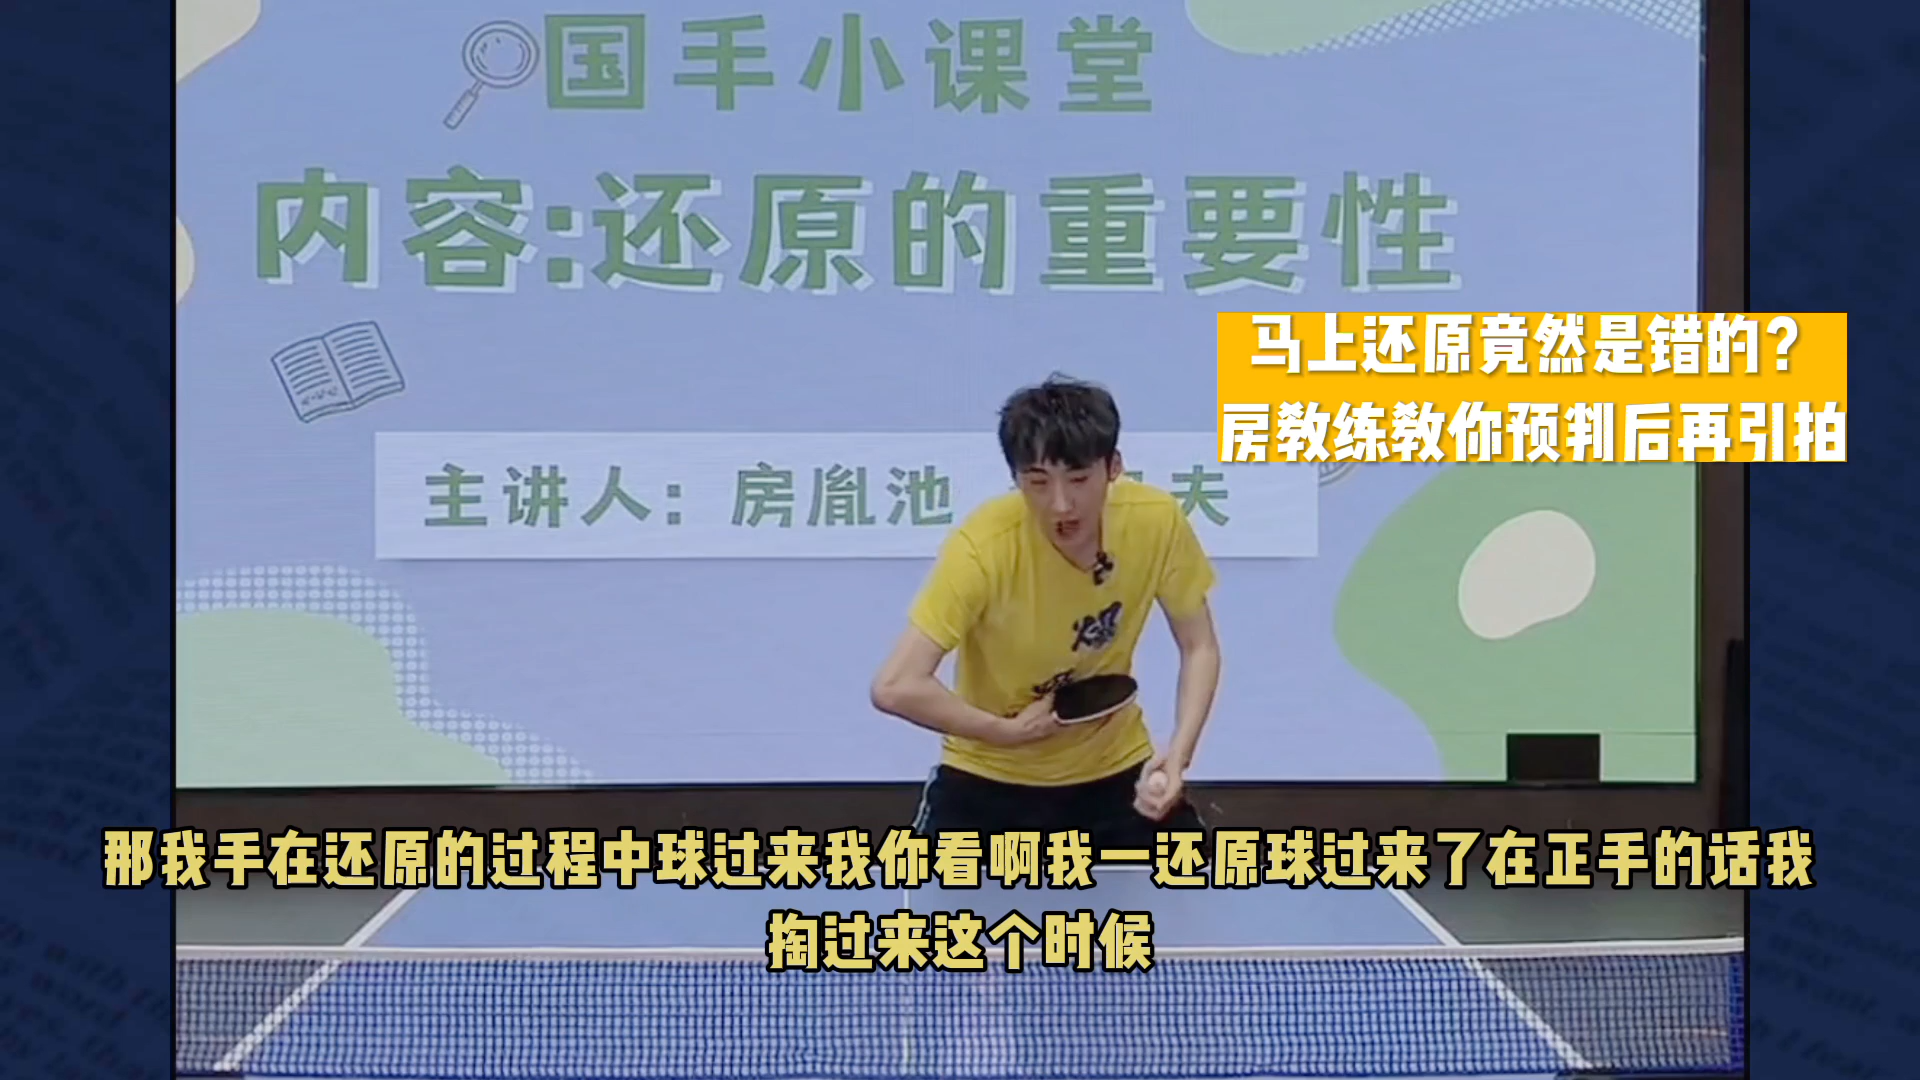 国手小课堂
内容:还原的重要性
马上还原竟然是错的?
房教练教你预判后再引拍
主讲人:房胤池 夫
那我手在还原的过程中球过来我你看啊我一还原球过来了在正手的话我
掏过来这个时候